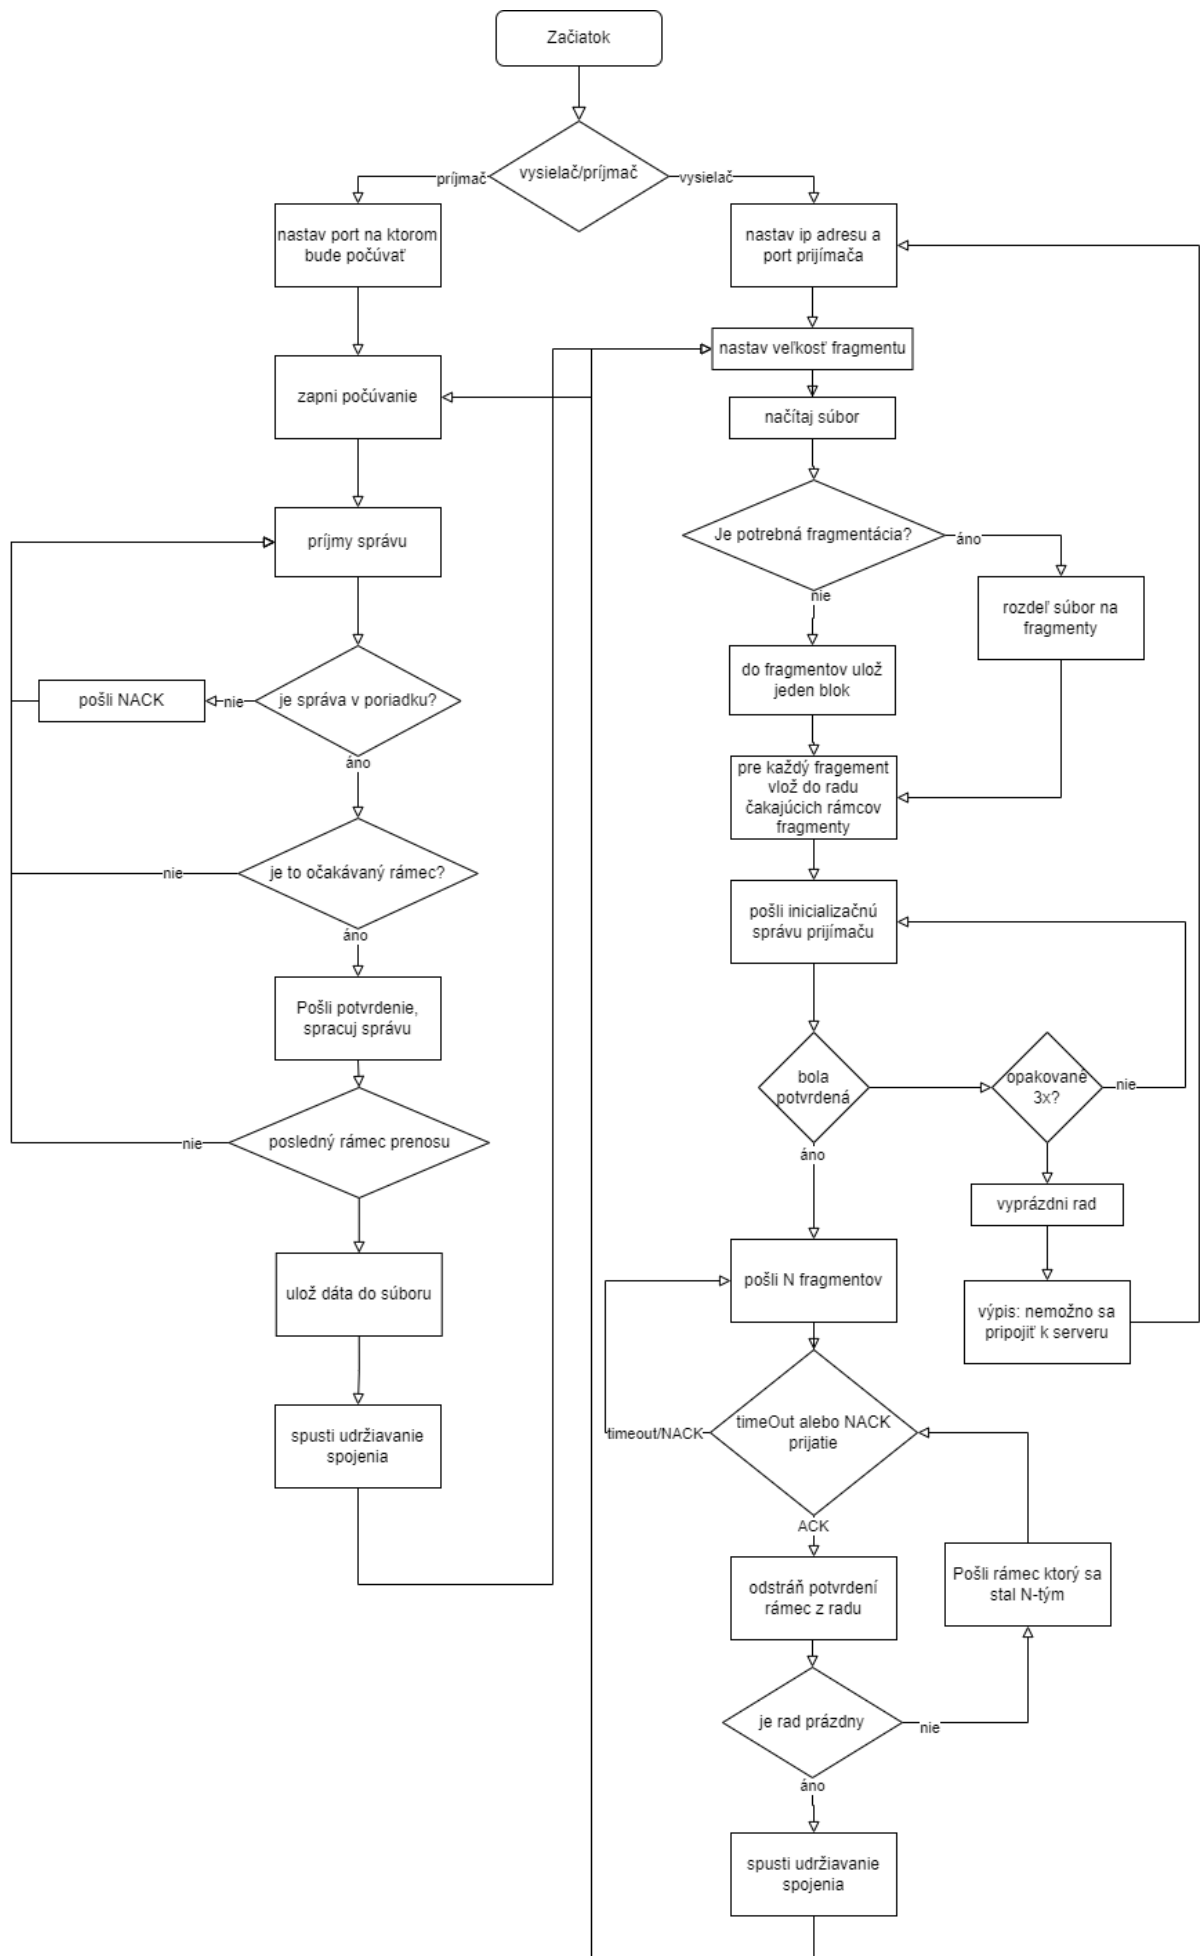 Začiatok
vysielač/príjmač
príjmač
vysielač
nastav port na ktorom
bude počúvať
nastav ip adresu a
port prijímača
nastav veľkosť fragmentu
zapni počúvanie
načítaj súbor
príjmy správu
Je potrebná fragmentácia?
áno
nie
rozdeľ súbor na
fragmenty
do fragmentov ulož
jeden blok
pošli NACK
nie
je správa v poriadku?
áno
pre každý fragement
vlož do radu
čakajúcich rámcov
fragmenty
je to očakávaný rámec?
nie
áno
pošli inicializačnú
správu prijímaču
Pošli potvrdenie,
spracuj správu
bola
potvrdená
opakované
3x?
nie
áno
posledný rámec prenosu
nie
vyprázdni rad
pošli N fragmentov
ulož dáta do súboru
výpis: nemožno sa
pripojiť k serveru
timeOut alebo NACK
prijatie
timeout/NACK
spusti udržiavanie
spojenia
ACK
odstráň potvrdení
rámec z radu
Pošli rámec ktorý sa
stal N-tým
je rad prázdny
nie
áno
spusti udržiavanie
spojenia